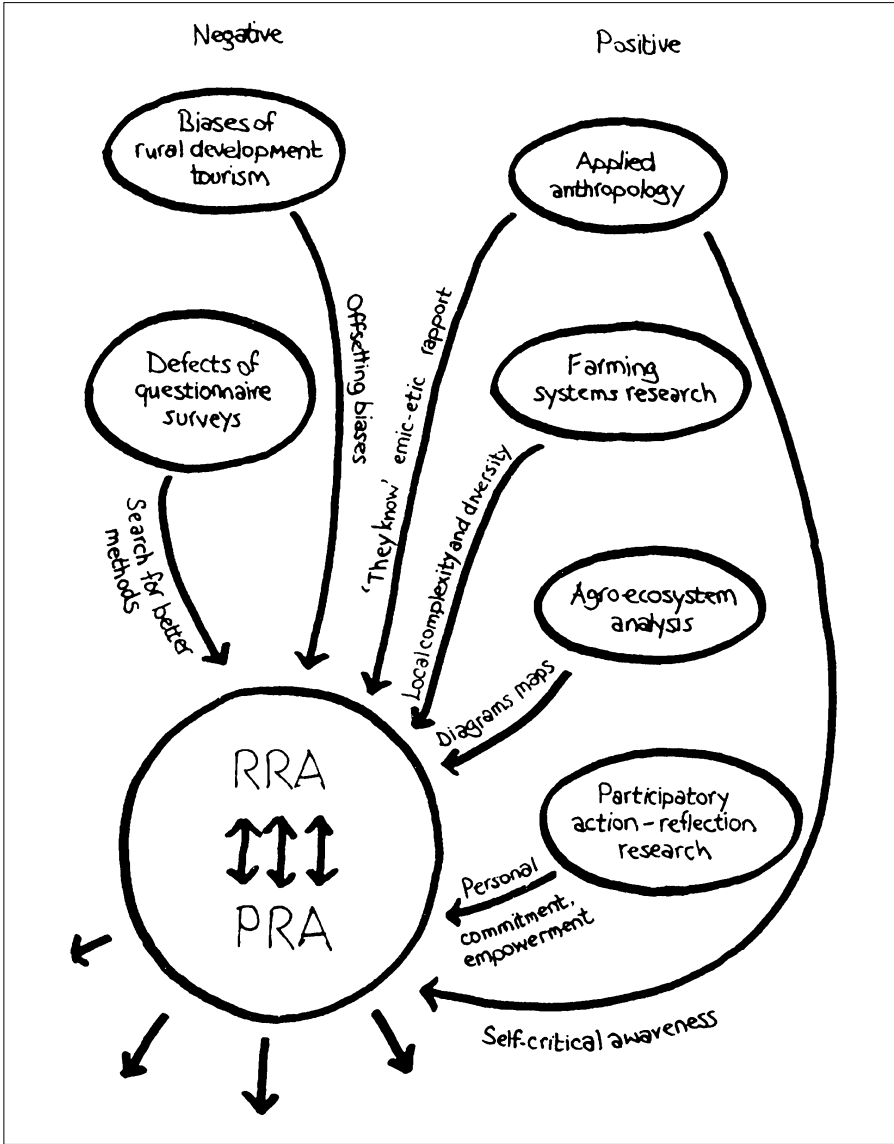 Negative
Positive
Biases of
rural development
tourism
Applied
anthropology
Offsetting biases
'They know' emic-etic rapport
Defects of
questionnaire
surveys
Farming
systems research
Search for better
methods
Local complexity and diversity
Agro-ecosystem
analysis
Diagrams maps
RRA
PRA
Participatory
action-reflection
research
Personal
commitment,
empowerment
Self-critical awareness